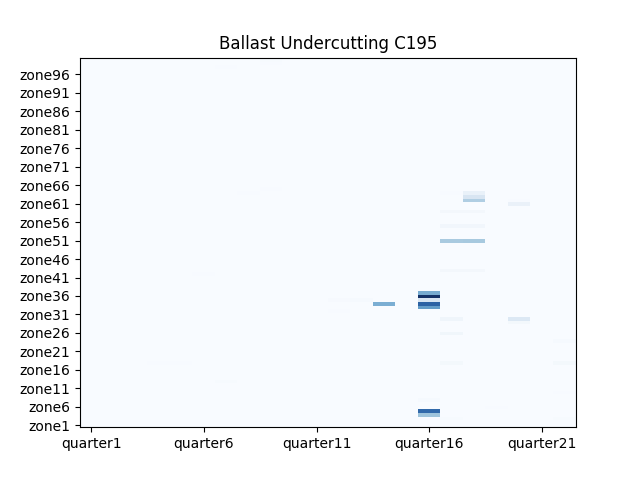 Ballast Undercutting C195
zone96
zone91
zone86
zone81
zone76
zone71
zone66
zone61
zone56
zone51
zone46
zone41
zone36
zone31
zone26
zone21
zone16
zone11
zone6
zone1
quarter1 quarter6 quarter11 quarter16 quarter21